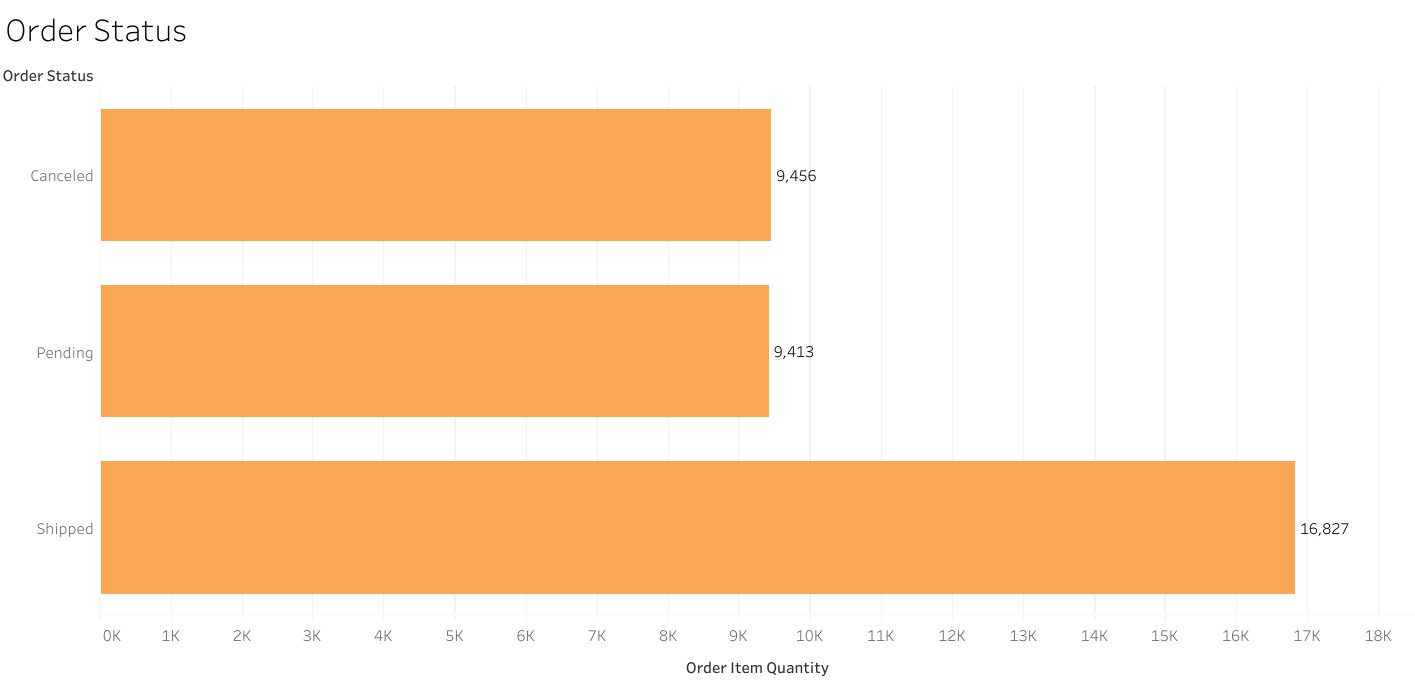 Order Status
Order Status
Canceled 9,456
Pending 9,413
Shipped 16,827
0K 1K 2K 3K 4K 5K 6K 7K 8K 9K 10K 11K 12K 13K 14K 15K 16K 17K 18K
Order Item Quantity